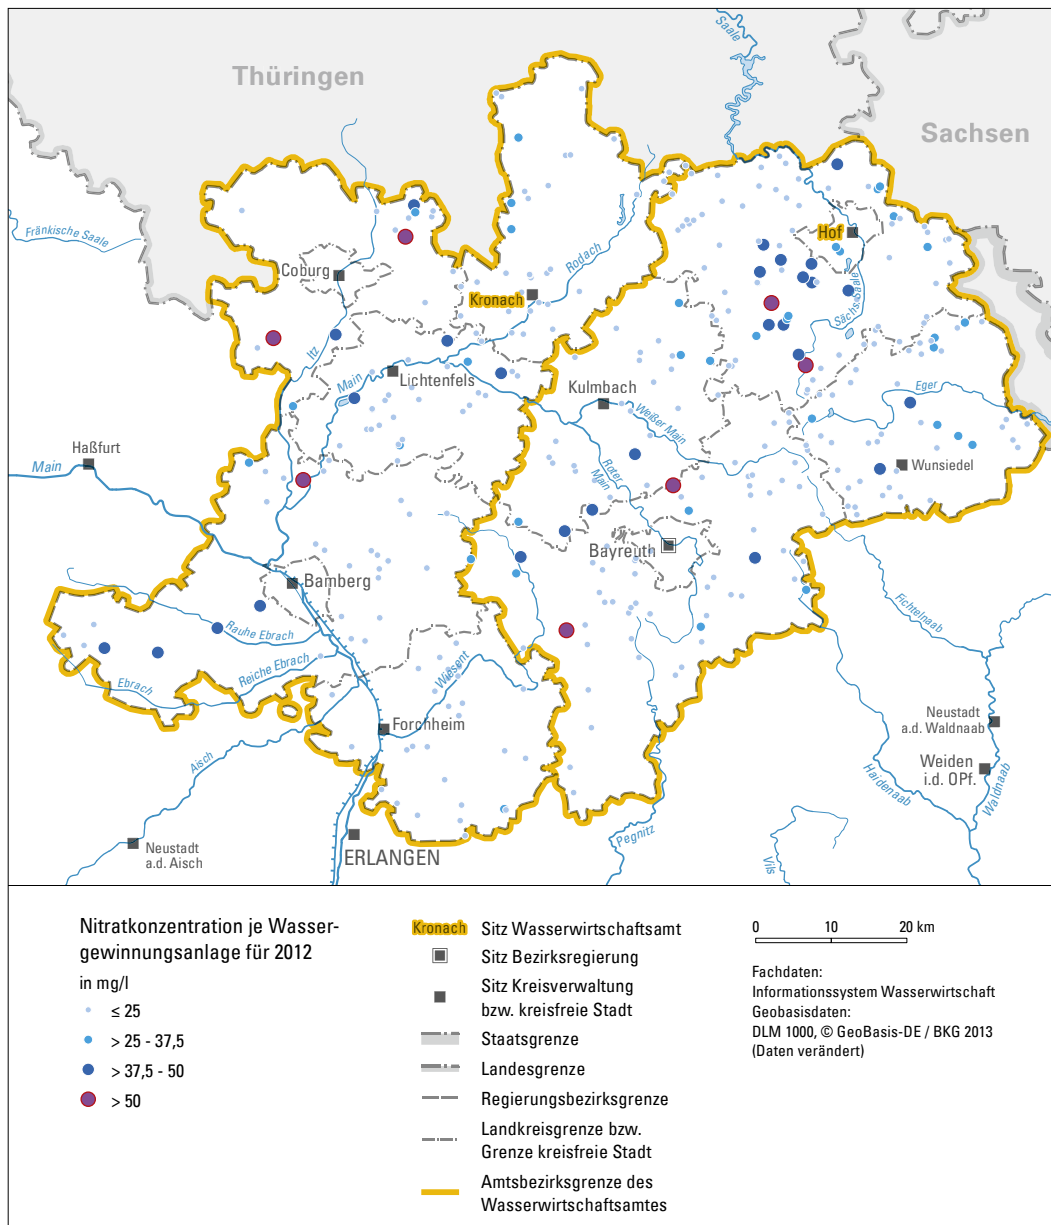 Saale
Thüringen
Sachsen
Fränkische Saale
Hof
Rodach
Coburg
Kronach
Sächs. Saale
Itz
Main
Lichtenfels
Kulmbach
Eger
Weißer Main
Haßfurt
Main
Roter
Main
Wunsiedel
Bayreuth
Bamberg
Rauhe Ebrach
Fichtelnaab
Reiche Ebrach
Ebrach
Wiesent
Forchheim
Neustadt
a.d. Waldnaab
Aisch
Weiden
i.d. OPf.
Haidenaab
Waldnaab
Pegnitz
Neustadt
a.d. Aisch
ERLANGEN
Vils
Nitratkonzentration je Wasser-
gewinnungsanlage für 2012
in mg/l
≤ 25
> 25 - 37,5
> 37,5 - 50
> 50
Kronach Sitz Wasserwirtschaftsamt
Sitz Bezirksregierung
Sitz Kreisverwaltung
bzw. kreisfreie Stadt
Staatsgrenze
Landesgrenze
Regierungsbezirksgrenze
Landkreisgrenze bzw.
Grenze kreisfreie Stadt
Amtsbezirksgrenze des
Wasserwirtschaftsamtes
0 10 20 km
Fachdaten:
Informationssystem Wasserwirtschaft
Geobasisdaten:
DLM 1000, © GeoBasis-DE / BKG 2013
(Daten verändert)